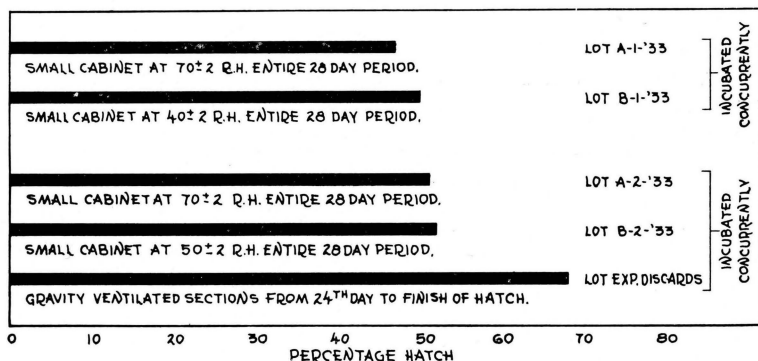 LOT A-1-'33
SMALL CABINET AT 70±2 R.H. ENTIRE 28 DAY PERIOD.
LOT B-1-'33
SMALL CABINET AT 40±2 R.H. ENTIRE 28 DAY PERIOD.
INCUBATED
CONCURRENTLY
LOT A-2-'33
SMALL CABINET AT 70±2 R.H. ENTIRE 28 DAY PERIOD.
LOT B-2-'33
SMALL CABINET AT 50±2 R.H. ENTIRE 28 DAY PERIOD.
LOT EXP. DISCARDS
GRAVITY VENTILATED SECTIONS FROM 24TH DAY TO FINISH OF HATCH.
INCUBATED
CONCURRENTLY
0 10 20 30 40 50 60 70 80
PERCENTAGE HATCH